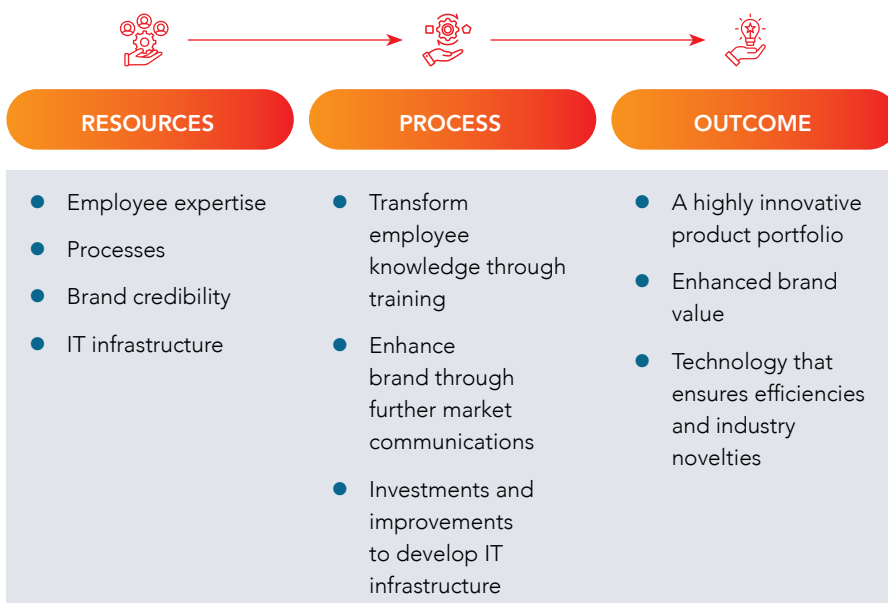 RESOURCES
PROCESS
OUTCOME
Employee expertise
Processes
Brand credibility
IT infrastructure
Transform
employee
knowledge through
training
Enhance
brand through
further market
communications
Investments and
improvements
to develop IT
infrastructure
A highly innovative
product portfolio
Enhanced brand
value
Technology that
ensures efficiencies
and industry
novelties